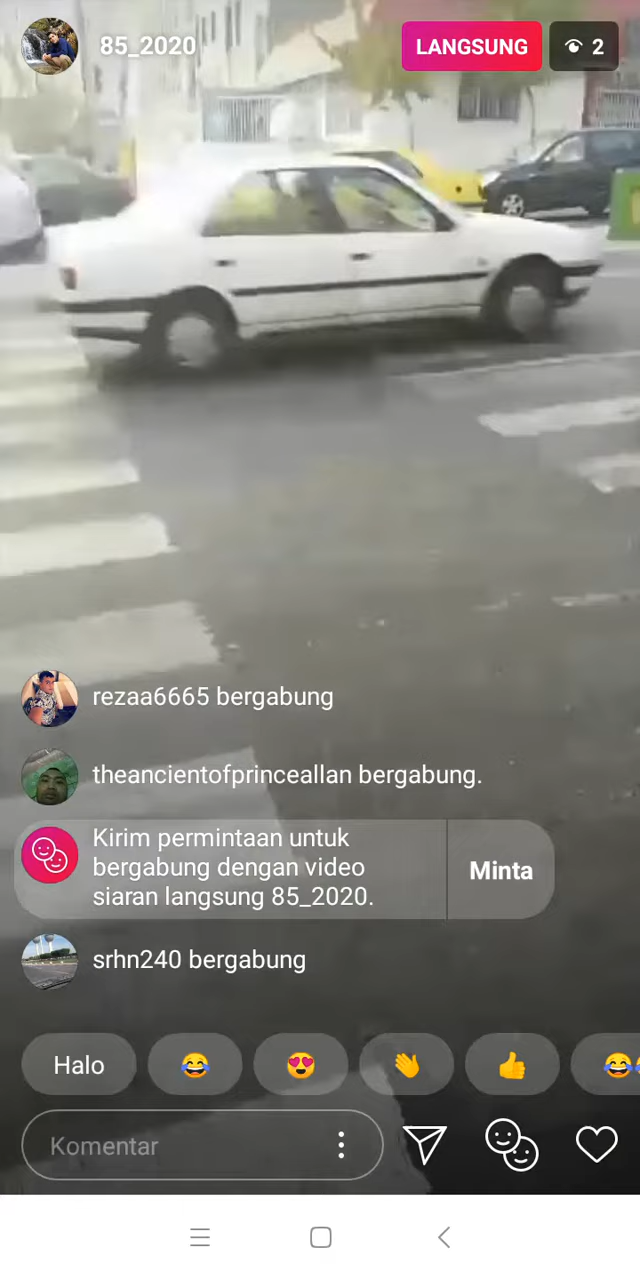 85_2020
LANGSUNG
2
rezaa6665 bergabung
theancientofprinceallan bergabung.
Kirim permintaan untuk
bergabung dengan video
siaran langsung 85_2020.
Minta
srhn240 bergabung
Halo
Komentar